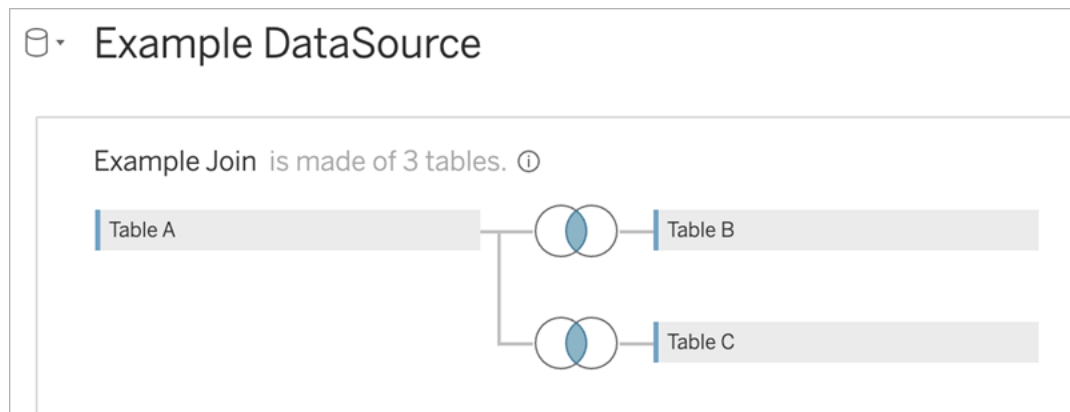 Example DataSource
Example Join is made of 3 tables.
Table A
Table B
Table C